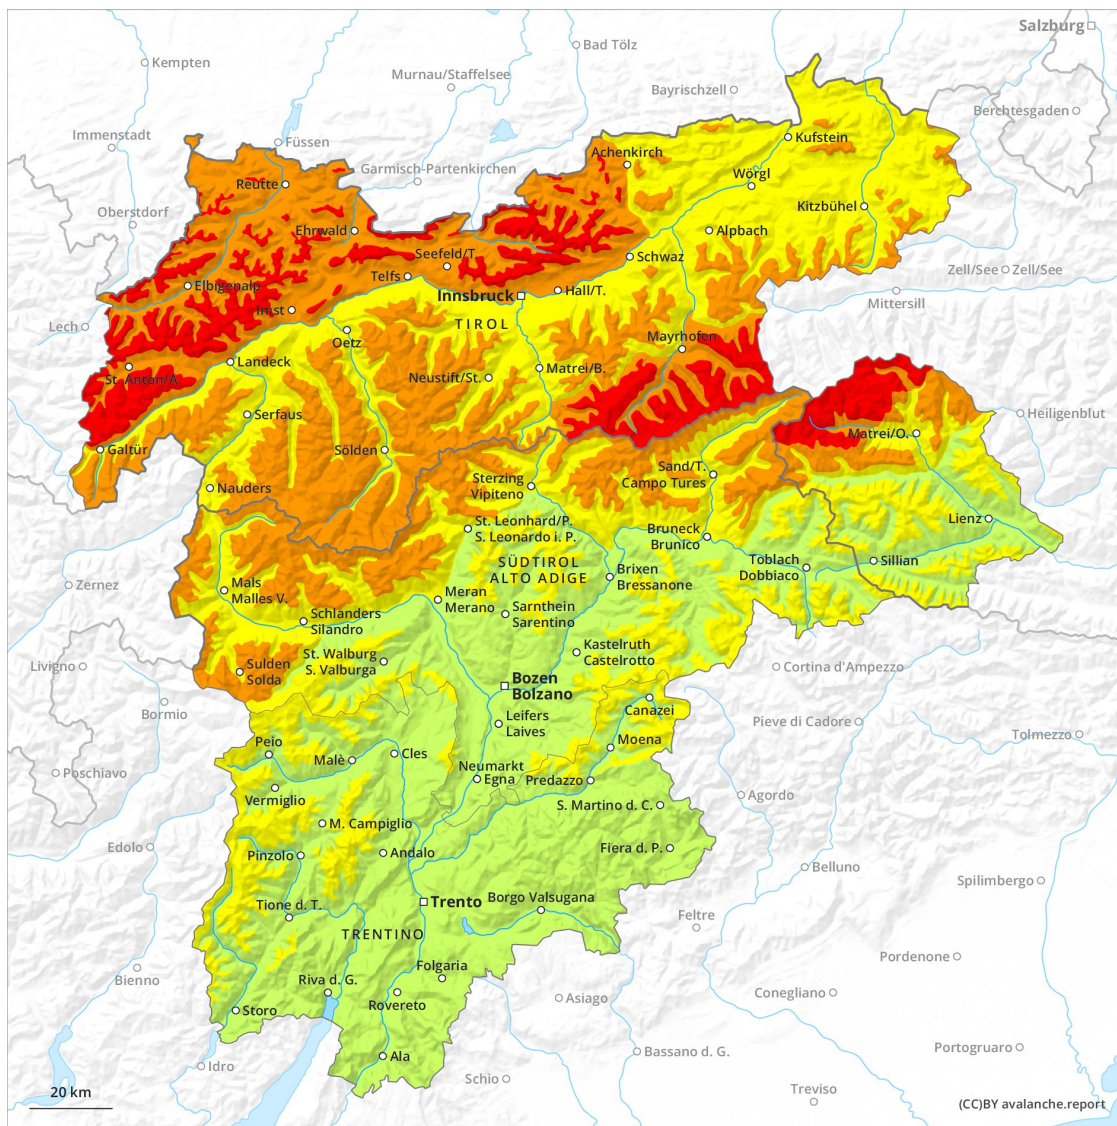 Salzburg
Bad Tölz
Kempten
Murnau/Staffelsee
Bayrischzell
Berchtesgaden
Immenstadt
Füssen
Kufstein
Achenkirch
Garmisch-Partenkirchen
Wörgl
Reutte
Oberstdorf
Kitzbühel
Ehrwald
Alpbach
Seefeld/T.
Schwaz
Zell/See
Zell/See
Telfs
Elbigenalp
Hall/T.
Innsbruck
Mittersill
Imst
TIROL
Lech
Mayrhofen
Oetz
Landeck
Matrei/B.
St. Anton/A.
Neustift/St.
Serfaus
Heiligenblut
Matrei/O.
Galtür
Sölden
Sand/T.
Campo Tures
Sterzing
Vipiteno
Nauders
Lienz
St. Leonhard/P.
S. Leonardo i. P.
Bruneck
Brunico
Toblach
Dobbiaco
Sillian
SÜDTIROL
ALTO ADIGE
Brixen
Bressanone
Zernez
Mals
Malles V.
Meran
Merano
Schlanders
Silandro
Sarnthein
Sarentino
Kastelruth
Castelrotto
St. Walburg
S. Valburga
Livigno
Sulden
Solda
Cortina d'Ampezzo
Bozen
Bolzano
Canazei
Bormio
Leifers
Laives
Pieve di Cadore
Tolmezzo
Peio
Moena
Cles
Malè
Poschiavo
Neumarkt
Egna
Predazzo
Vermiglio
Agordo
S. Martino d. C.
M. Campiglio
Edolo
Pinzolo
Andalo
Fiera d. P.
Belluno
Spilimbergo
Tione d. T.
Trento
Borgo Valsugana
Feltre
TRENTINO
Pordenone
Folgaria
Bienno
Riva d. G.
Rovereto
Asiago
Conegliano
Storo
Portogruaro
Ala
Bassano d. G.
Idro
Schio
Treviso
20 km
(CC)BY avalanche.report